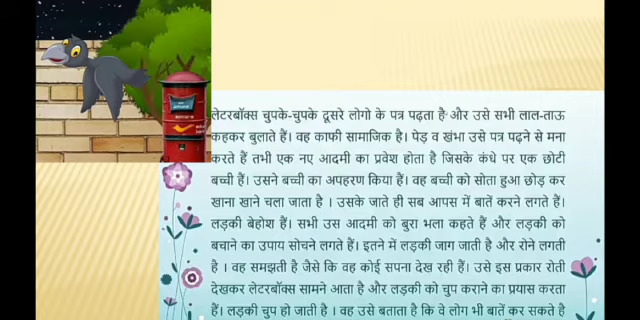 लेटरबॉक्स चुपके-चुपके दूसरे लोगो के पत्र पढ़ता है और उसे सभी लाल-ताऊ
कहकर बुलाते हैं। वह काफी सामाजिक है। पेड़ व खंभा उसे पत्र पढ़ने से मना
करते हैं तभी एक नए आदमी का प्रवेश होता है जिसके कंधे पर एक छोटी
बच्ची हैं। उसने बच्ची का अपहरण किया हैं। वह बच्ची को सोता हुआ छोड़ कर
खाना खाने चला जाता है । उसके जाते ही सब आपस में बातें करने लगते हैं।
लड़की बेहोश हैं। सभी उस आदमी को बुरा भला कहते हैं और लड़की को
बचाने का उपाय सोचने लगते हैं। इतने में लड़की जाग जाती है और रोने लगती
है । वह समझती है जैसे कि वह कोई सपना देख रही हैं। उसे इस प्रकार रोती
देखकर लेटरबॉक्स सामने आता है और लड़की को चुप कराने का प्रयास करता
हैं। लड़की चुप हो जाती है । वह उसे बताता है कि वे लोग भी बातें कर सकते है